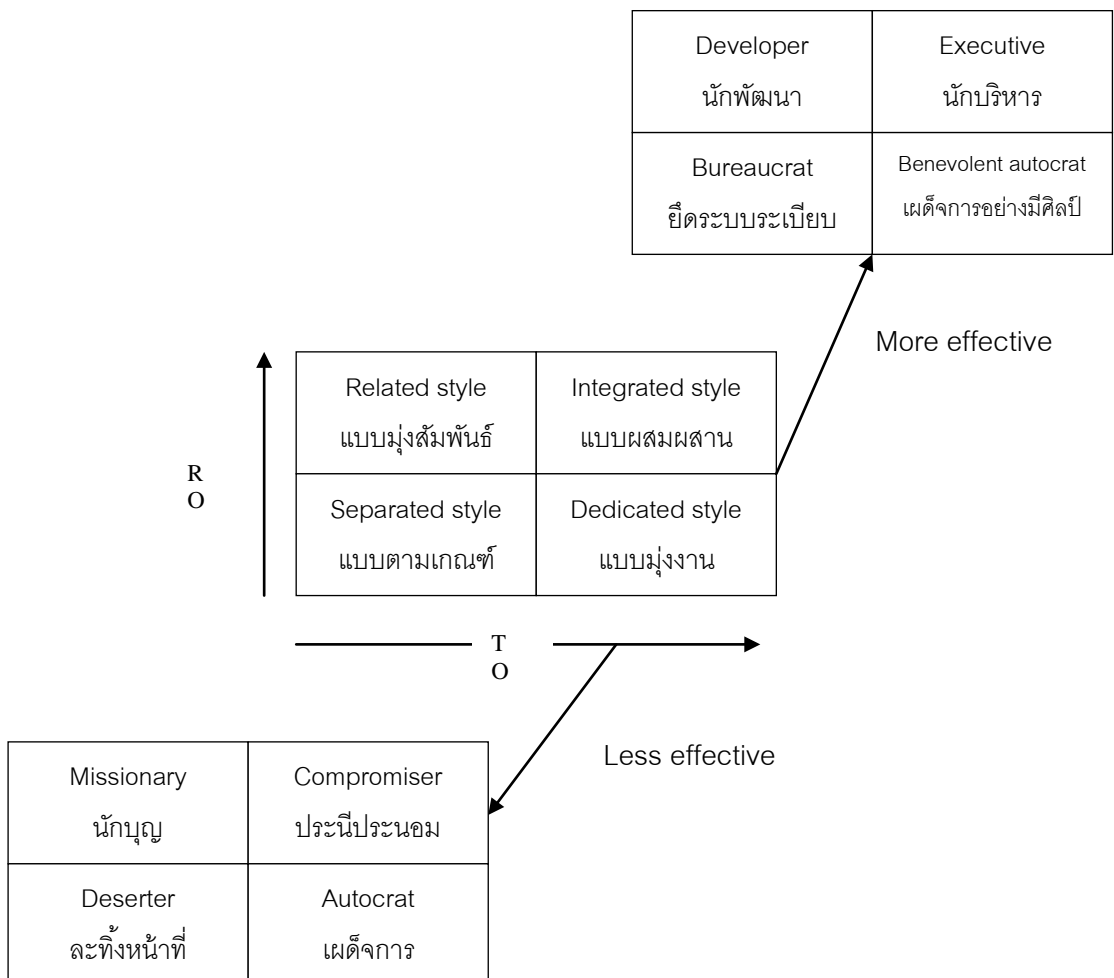 Developer
นักพัฒนา
Executive
นักบริหาร
Bureaucrat
ยึดระบบระเบียบ
Benevolent autocrat
เผด็จการอย่างมีศิลป์
More effective
Related style
แบบมุ่งสัมพันธ์
Integrated style
แบบผสมผสาน
R
O
Separated style
แบบตามเกณฑ์
Dedicated style
แบบมุ่งงาน
T
O
Less effective
Missionary
นักบุญ
Compromiser
ประนีประนอม
Deserter
ละทิ้งหน้าที่
Autocrat
เผด็จการ